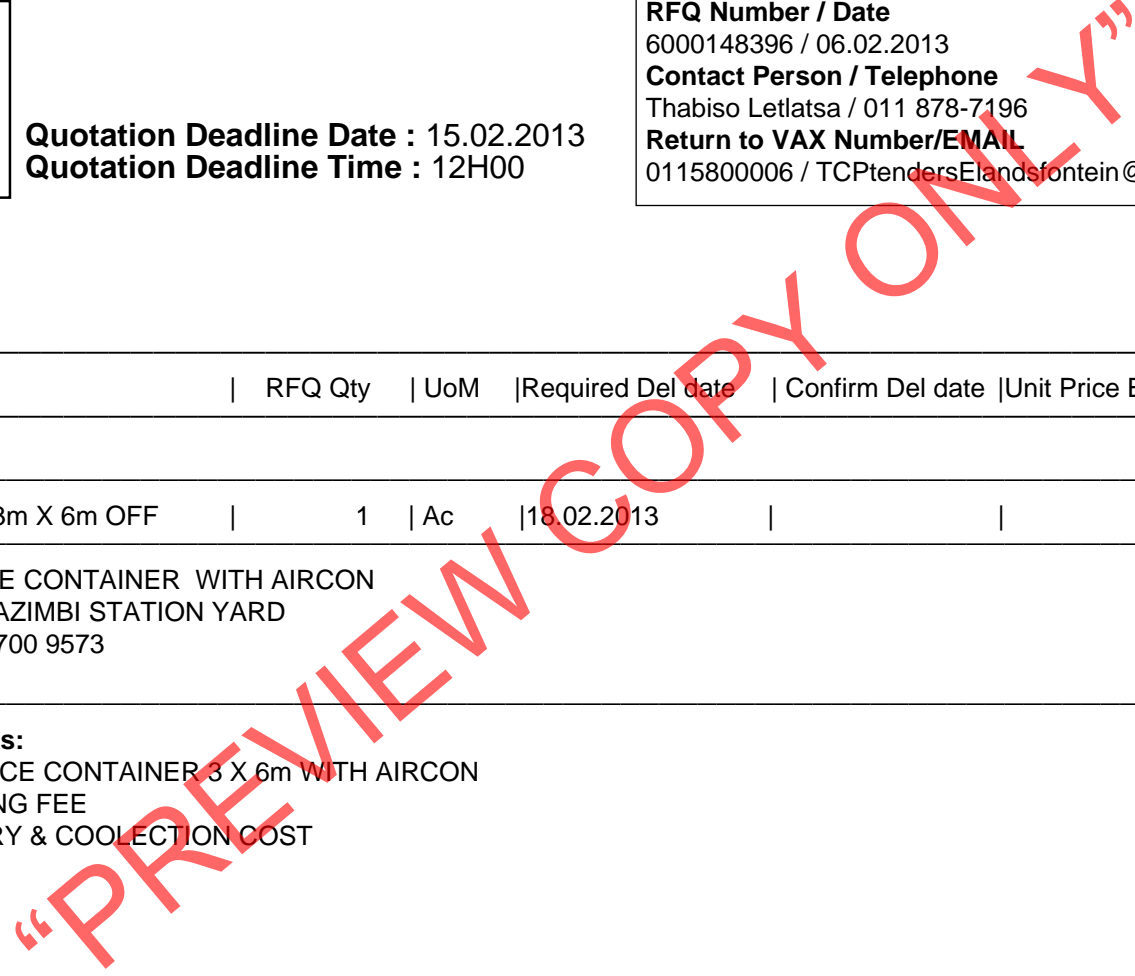 RFQ Number / Date
6000148396 / 06.02.2013
Contact Person / Telephone
Thabiso Letlatsa / 011 878-7196
Return to VAX Number/EMAIL
0115800006 / TCPtendersElandsfontein@
Quotation Deadline Date : 15.02.2013
Quotation Deadline Time : 12H00
| RFQ Qty | UoM |Required Del date | Confirm Del date |Unit Price E
3m X 6m OFF | 1 | Ac |18.02.2013 | |
E CONTAINER WITH AIRCON
AZIMBI STATION YARD
700 9573
s:
CE CONTAINER 3 X 6m WITH AIRCON
NG FEE
RY & COOLECTION COST
“PREVIEW COPY ONLY”